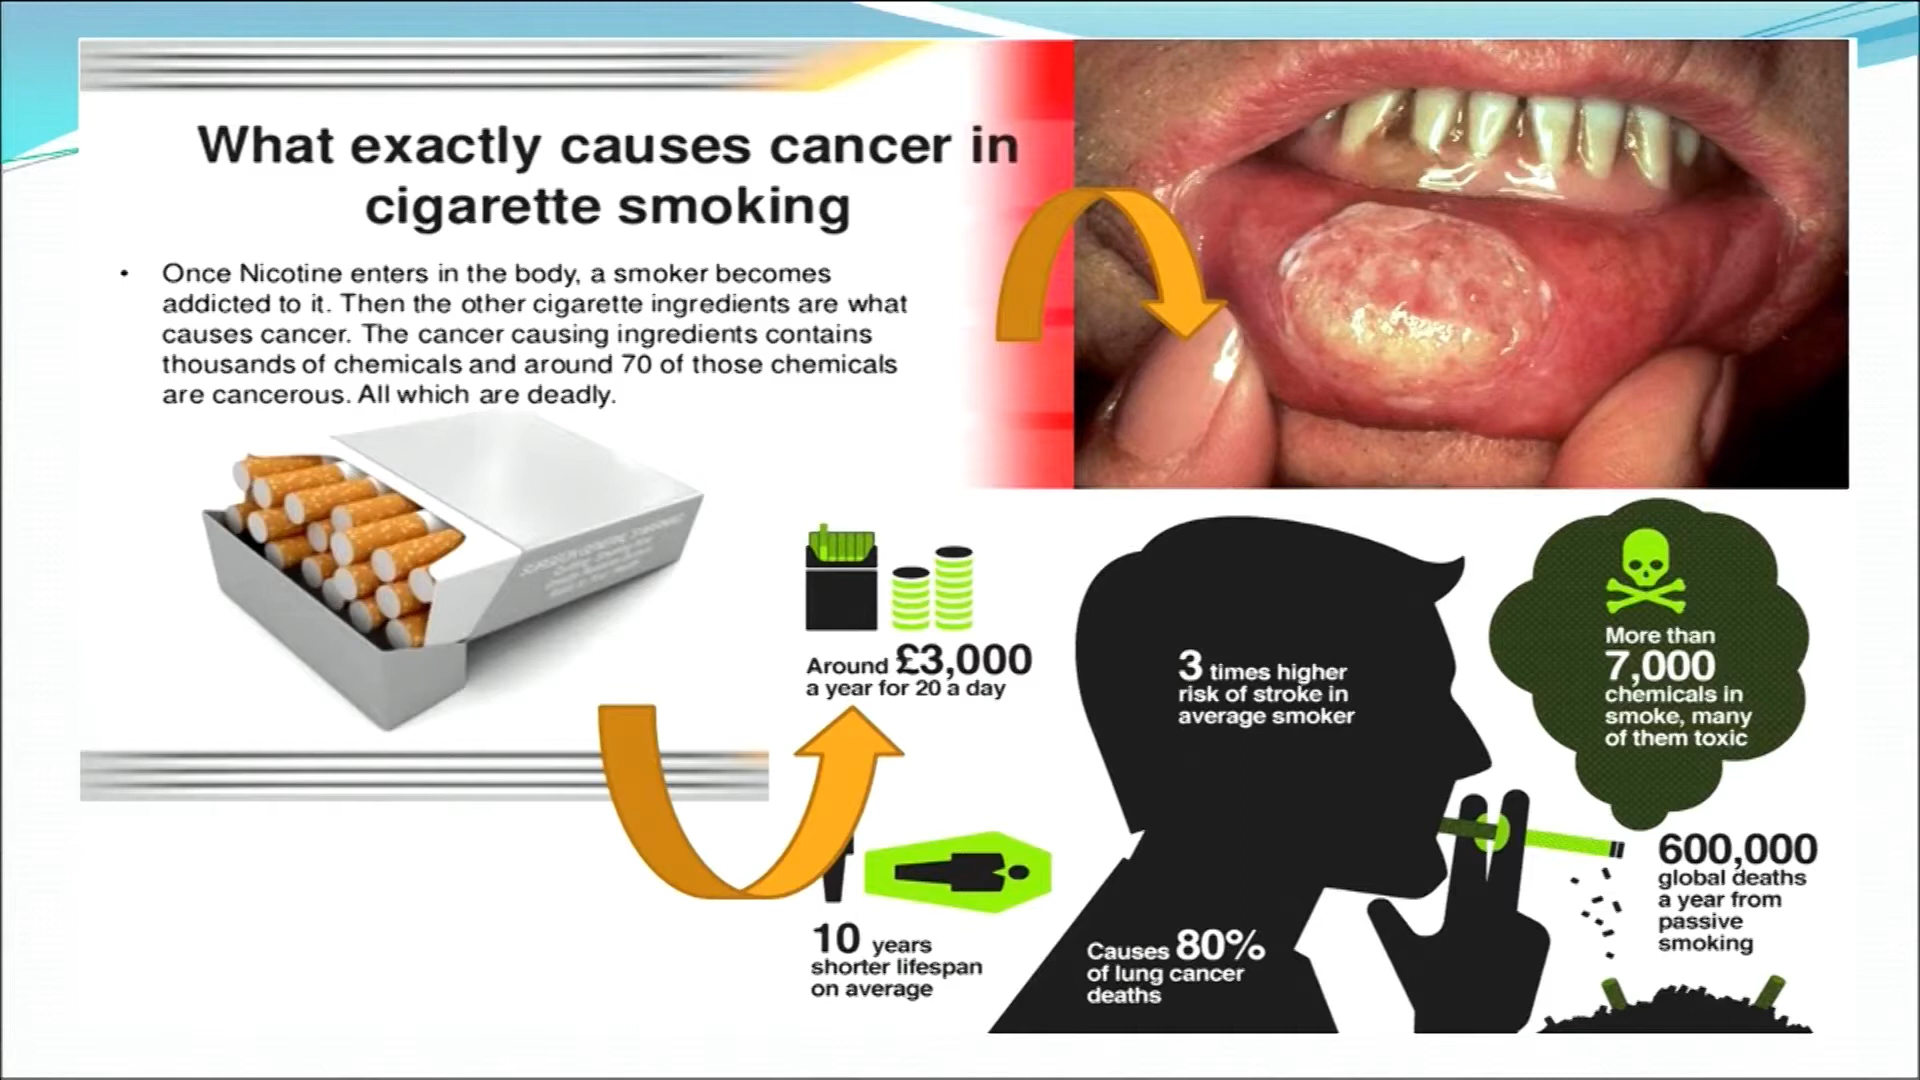 What exactly causes cancer in
cigarette smoking
• Once Nicotine enters in the body, a smoker becomes
addicted to it. Then the other cigarette ingredients are what
causes cancer. The cancer causing ingredients contains
thousands of chemicals and around 70 of those chemicals
are cancerous. All which are deadly.
Around £3,000
a year for 20 a day
10 years
shorter lifespan
on average
3 times higher
risk of stroke in
average smoker
Causes 80%
of lung cancer
deaths
More than
7,000
chemicals in
smoke, many
of them toxic
600,000
global deaths
a year from
passive
smoking